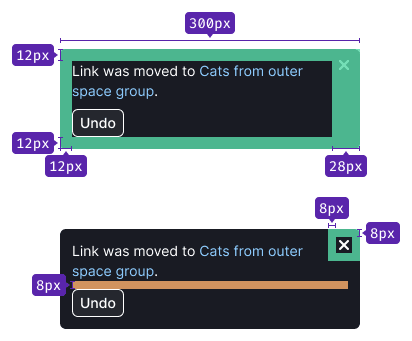 300px
12px
Link was moved to Cats from outer
space group.
Undo
12px
12px
28px
8px
8px
Link was moved to Cats from outer
space group.
8px
Undo